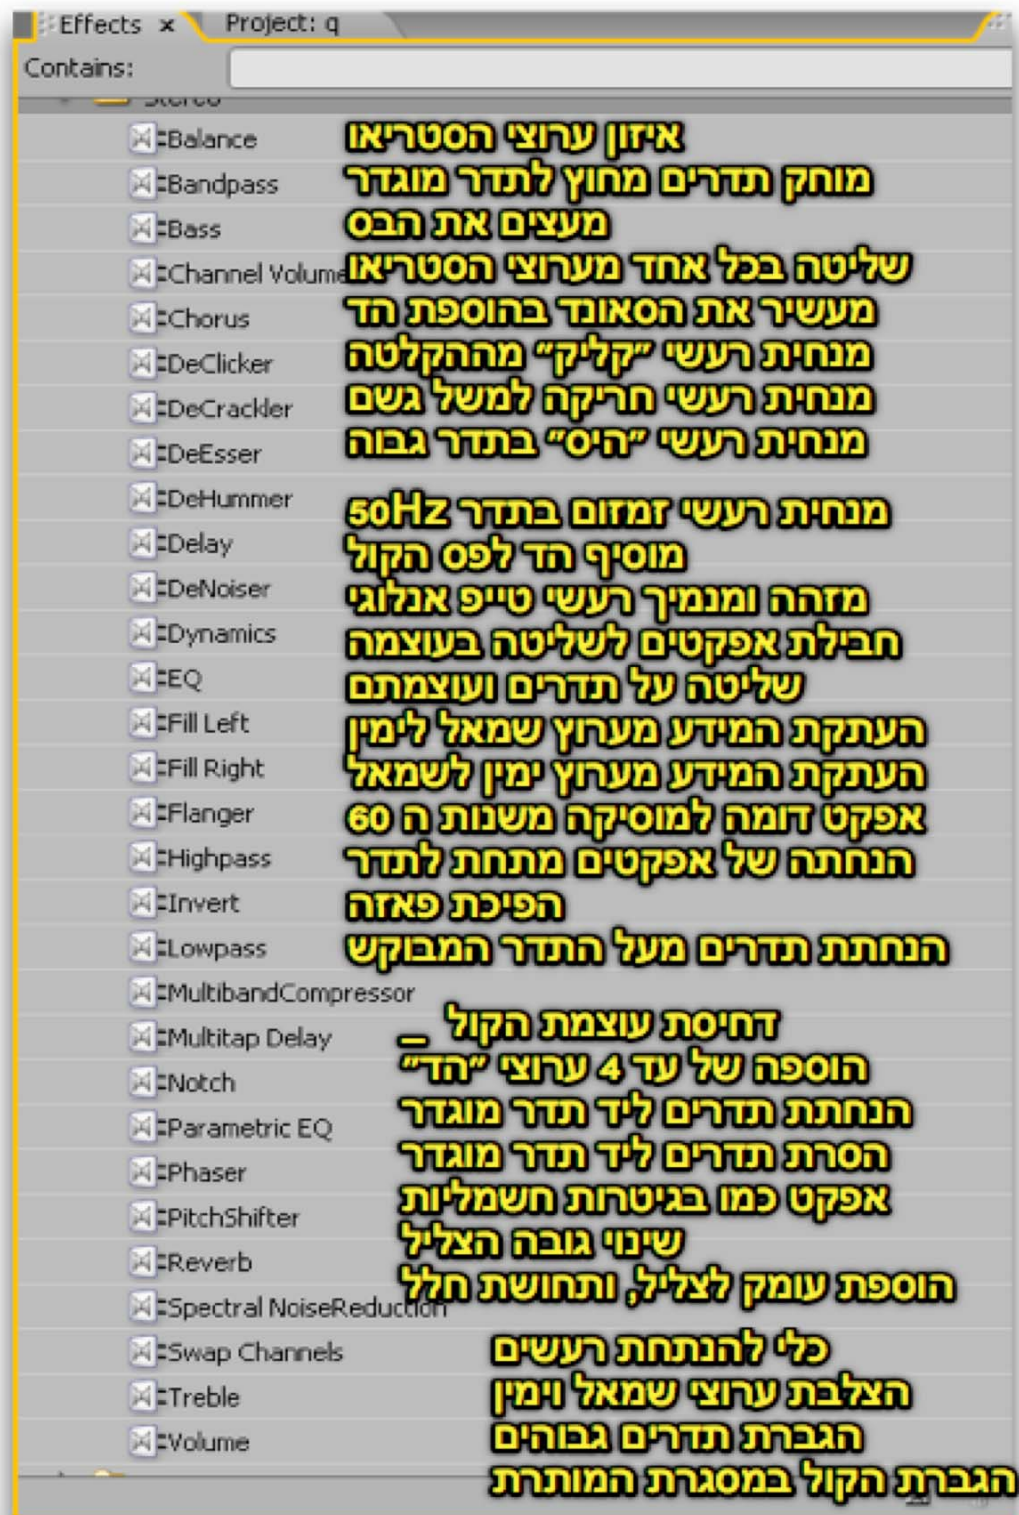 Effects x Project: q
Contains:
Stereo
Balance איזון ערוצי הסטריאו
Bandpass מוחק תדרים מחוץ לתדר מוגדר
Bass מעצים את הבס
Channel Volume שליטה בכל אחד מערוצי הסטריאו
Chorus מעשיר את הסאונד בהוספת הד
DeClicker מנחית רעשי "קליק" מההקלטה
DeCrackler מנחית רעשי חריקה למשל גשם
DeEsser מנחית רעשי "היס" בתדר גבוה
DeHummer מנחית רעשי זמזום בתדר 50Hz
Delay מוסיף הד לפס הקול
DeNoiser מזהה ומנמיך רעשי טייפ אנלוגי
Dynamics חבילת אפקטים לשליטה בעוצמה
EQ שליטה על תדרים ועוצמתם
Fill Left העתקת המידע מערוץ שמאל לימין
Fill Right העתקת המידע מערוץ ימין לשמאל
Flanger אפקט דומה למוסיקה משנות ה 60
Highpass הנחתה של אפקטים מתחת לתדר
Invert הפיכת פאזה
Lowpass הנחתת תדרים מעל התדר המבוקש
MultibandCompressor
דחיסת עוצמת הקול _
Multitap Delay
הוספה של עד 4 ערוצי "הד"
Notch
הנחתת תדרים ליד תדר מוגדר
Parametric EQ
הסרת תדרים ליד תדר מוגדר
Phaser
אפקט כמו בגיטרות חשמליות
PitchShifter
שינוי גובה הצליל
Reverb
הוספת עומק לצליל, ותחושת חלל
Spectral NoiseReduction
כלי להנתחת רעשים
Swap Channels
הצלבת ערוצי שמאל וימין
Treble
הגברת תדרים גבוהים
Volume
הגברת הקול במסגרת המותרת